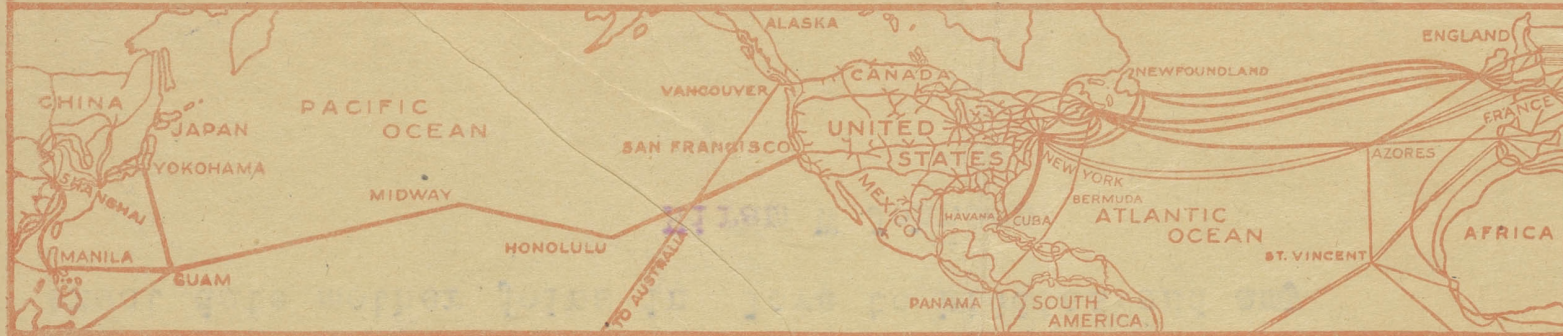 ALASKA
ENGLAND
CANADA
NEWFOUNDLAND
VANCOUVER
CHINA
PACIFIC
OCEAN
FRANCE
JAPAN
UNITED
STATES
SAN FRANCISCO
AZORES
NEW YORK
YOKOHAMA
SHANGHAI
MIDWAY
MEXICO
BERMUDA
HAVANA
CUBA
ATLANTIC
OCEAN
AFRICA
HONOLULU
MANILA
ST. VINCENT
GUAM
TO AUSTRALIA
PANAMA
SOUTH
AMERICA